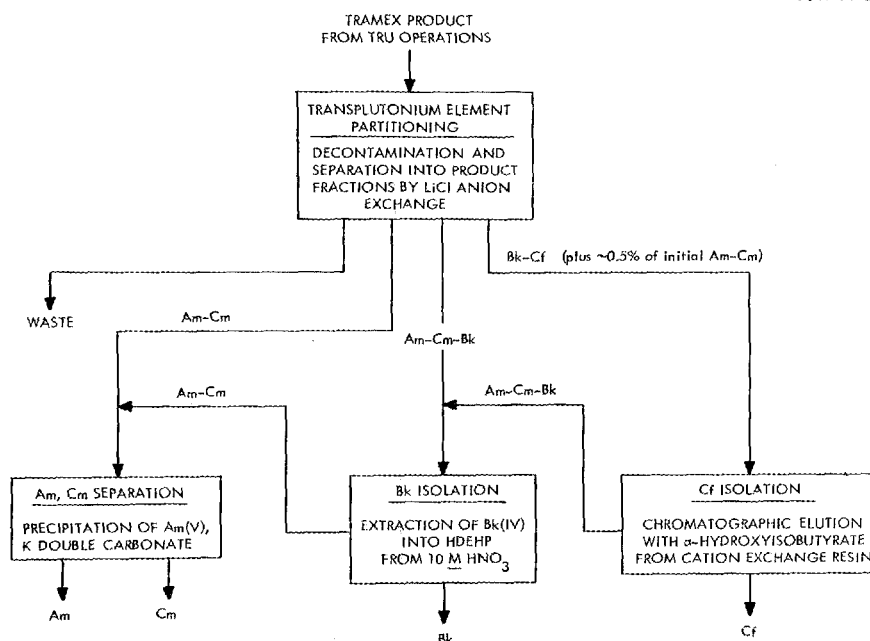 TRAMEX PRODUCT
FROM TRU OPERATIONS
TRANSPLUTONIUM ELEMENT
PARTITIONING
DECONTAMINATION AND
SEPARATION INTO PRODUCT
FRACTIONS BY LiCl ANION
EXCHANGE
Bk-Cf (plus ~0.5% of initial Am-Cm)
WASTE
Am-Cm
Am-Cm-Bk
Am-Cm
Am-Cm-Bk
Am, Cm SEPARATION
PRECIPITATION OF Am(V),
K DOUBLE CARBONATE
Bk ISOLATION
EXTRACTION OF Bk(IV)
INTO HDEHP
FROM 10 M HNO3
Cf ISOLATION
CHROMATOGRAPHIC ELUTION
WITH α-HYDROXYISOBUTYRATE
FROM CATION EXCHANGE RESIN
Am
Cm
Bk
Cf